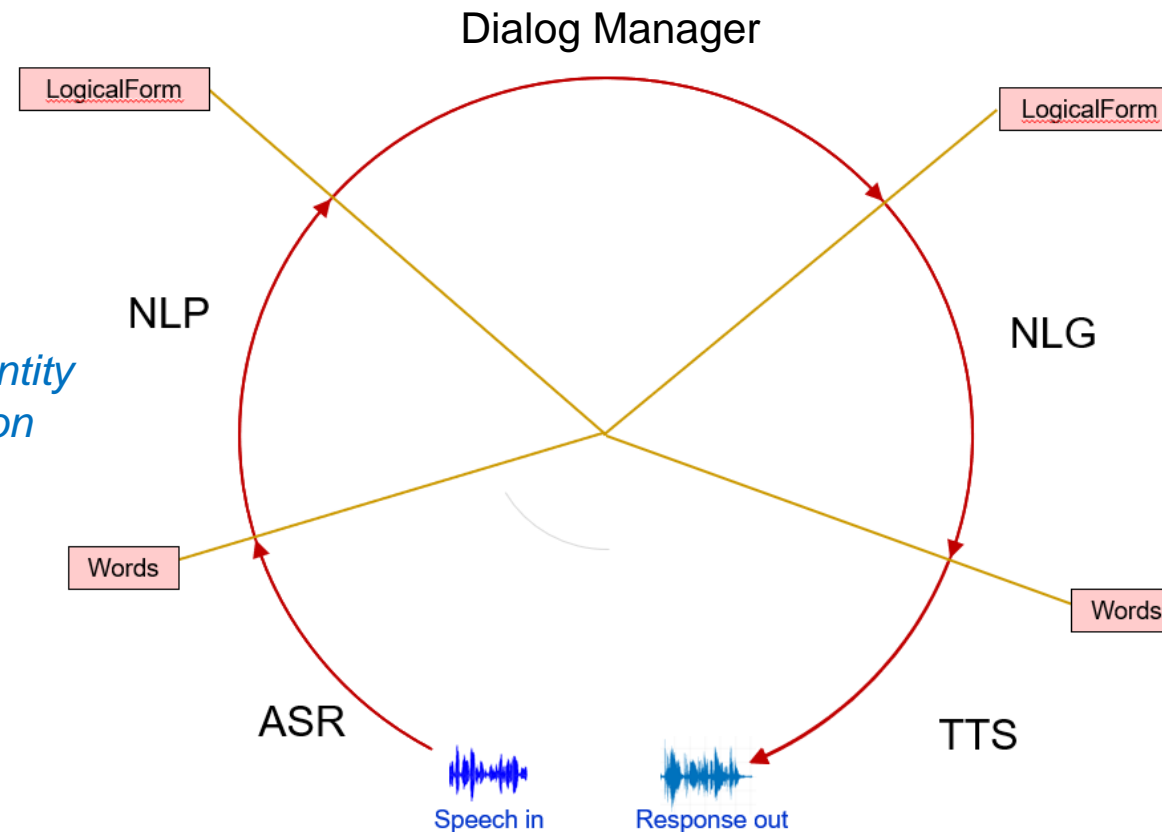 Dialog Manager
LogicalForm
LogicalForm
NLP
NLG
Words
Words
ASR
TTS
Speech in
Response out